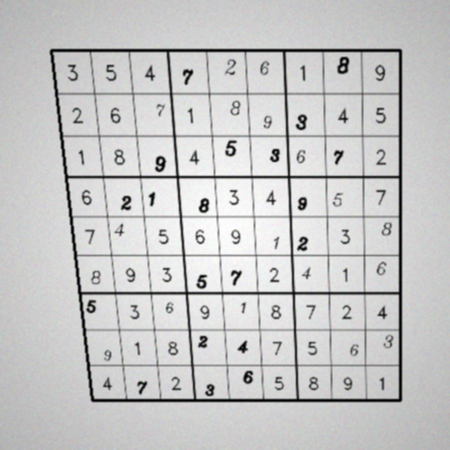 3 5 4 7 2 6 1 8 9
2 6 7 1 8 9 3 4 5
1 8 9 4 5 3 6 7 2
6 2 1 8 3 4 9 5 7
7 4 5 6 9 1 2 3 8
8 9 3 5 7 2 4 1 6
5 3 6 9 1 8 7 2 4
9 1 8 2 4 7 5 6 3
4 7 2 3 6 5 8 9 1